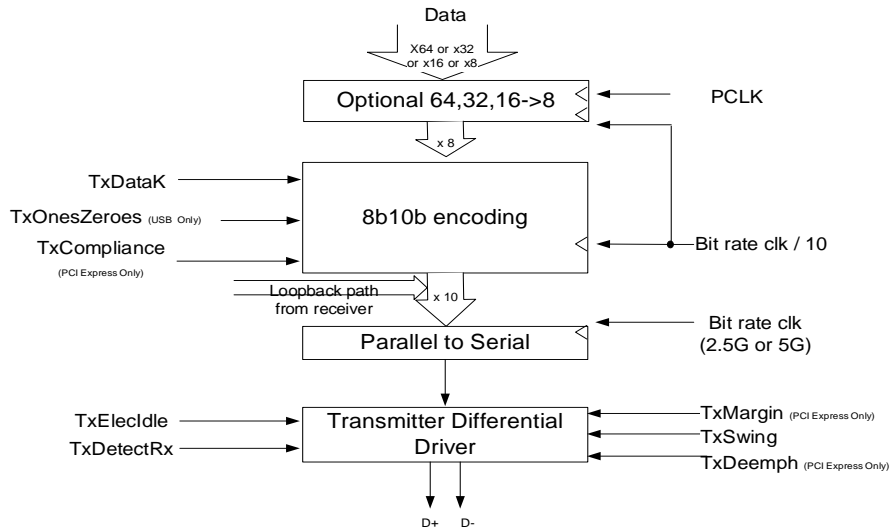 Data
X64 or x32
or x16 or x8
Optional 64,32,16->8
PCLK
x 8
TxDataK
TxOnesZeroes (USB Only)
8b10b encoding
TxCompliance
(PCI Express Only)
Bit rate clk / 10
Loopback path
from receiver
x 10
Bit rate clk
(2.5G or 5G)
Parallel to Serial
TxElecIdle
TxDetectRx
Transmitter Differential
Driver
TxMargin (PCI Express Only)
TxSwing
TxDeemph (PCI Express Only)
D+ D-